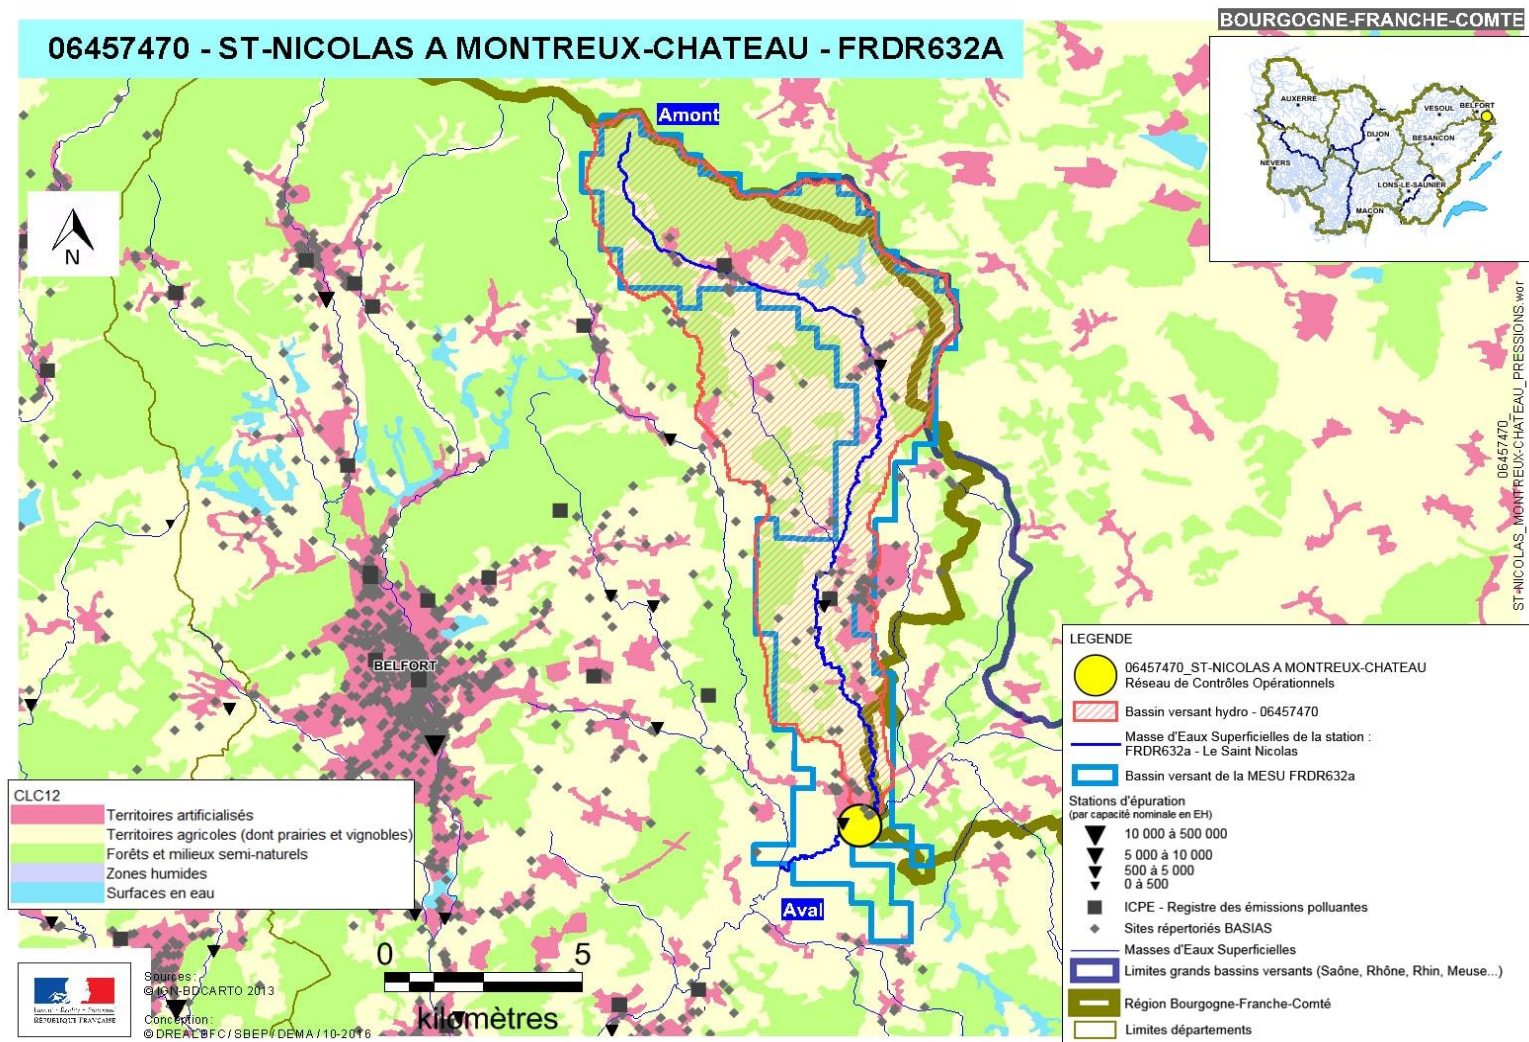 BOURGOGNE-FRANCHE-COMTE
06457470 - ST-NICOLAS A MONTREUX-CHATEAU - FRDR632A
Amont
N
AUXERRE
VESOUL
BELFORT
DIJON
BESANCON
NEVERS
LONS-LE-SAUNIER
MACON
06457470_
ST-NICOLAS_MONTREUX-CHATEAU_PRESSIONS.wor
BELFORT
Aval
CLC12
Territoires artificialisés
Territoires agricoles (dont prairies et vignobles)
Forêts et milieux semi-naturels
Zones humides
Surfaces en eau
LEGENDE
06457470_ST-NICOLAS A MONTREUX-CHATEAU
Réseau de Contrôles Opérationnels
Bassin versant hydro - 06457470
Masse d'Eaux Superficielles de la station :
FRDR632a - Le Saint Nicolas
Bassin versant de la MESU FRDR632a
Stations d'épuration
(par capacité nominale en EH)
10 000 à 500 000
5 000 à 10 000
500 à 5 000
0 à 500
ICPE - Registre des émissions polluantes
Sites répertoriés BASIAS
Masses d'Eaux Superficielles
Limites grands bassins versants (Saône, Rhône, Rhin, Meuse...)
Région Bourgogne-Franche-Comté
Limites départements
0 5
kilomètres
RÉPUBLIQUE FRANÇAISE
Sources :
© IGN-BDCARTO 2013
Conception :
© DREAL BFC / SBEP / DEMA / 10-2016